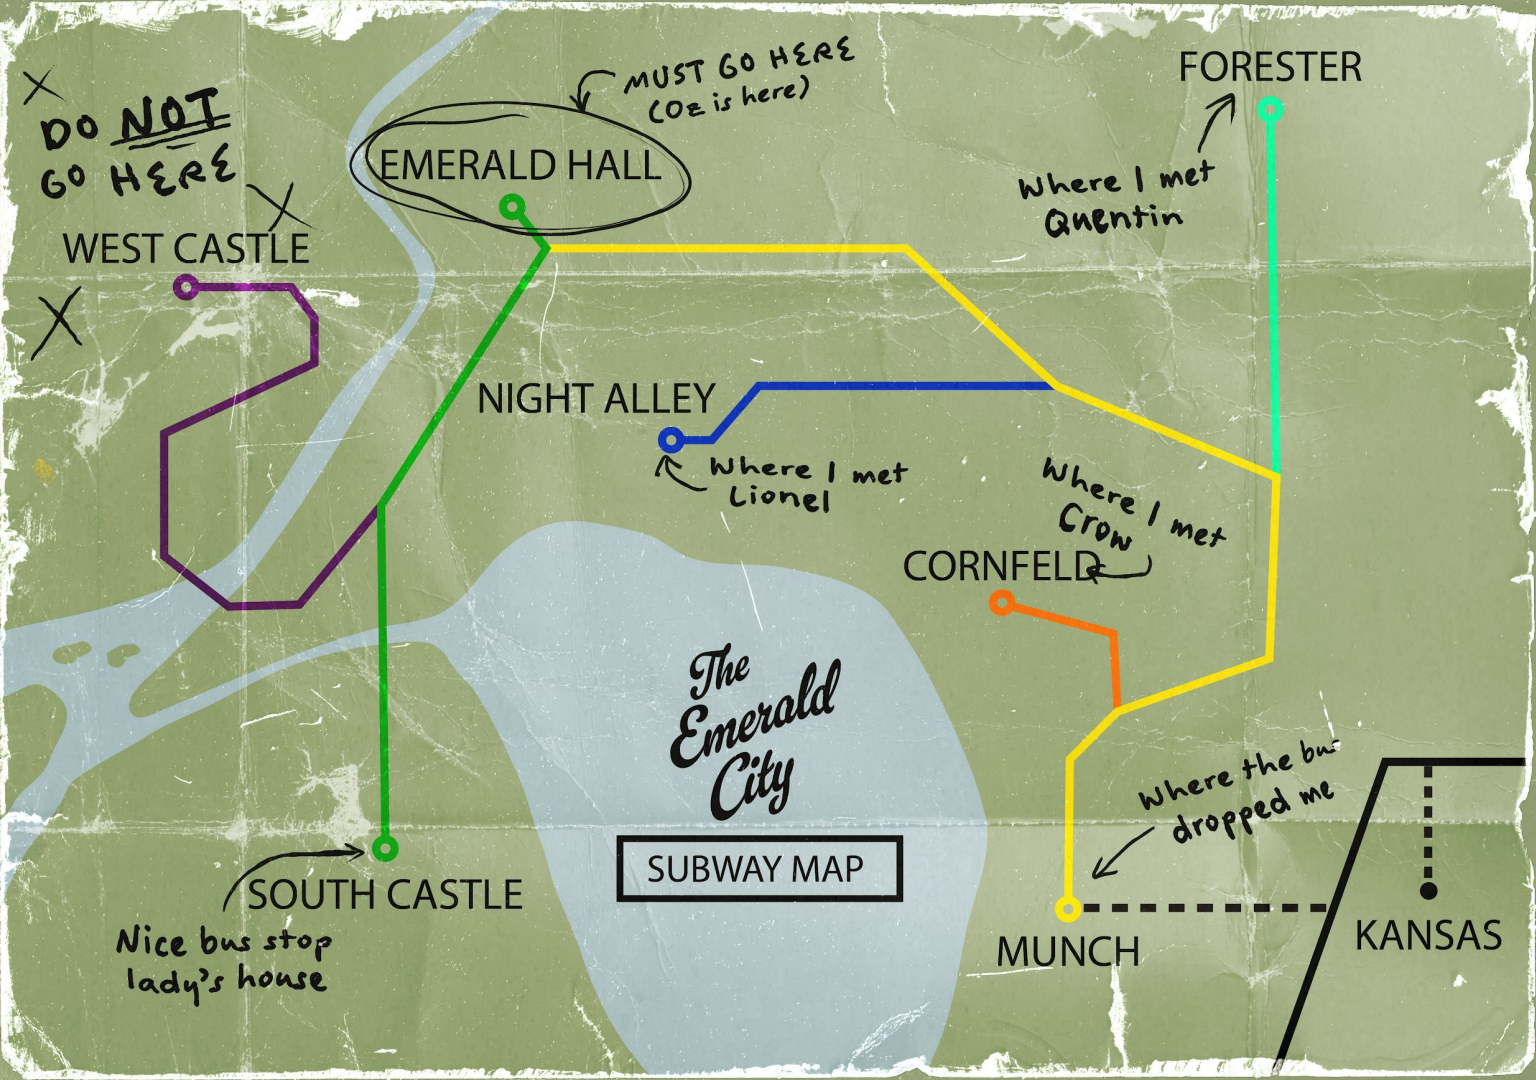 DO NOT
GO HERE
WEST CASTLE
MUST GO HERE
(Oz is here)
EMERALD HALL
FORESTER
Where I met
Quentin
NIGHT ALLEY
Where I met
Lionel
Where I met
Crow
CORNFELD
The
Emerald
City
SUBWAY MAP
SOUTH CASTLE
Nice bus stop
lady's house
Where the bus
dropped me
MUNCH
KANSAS